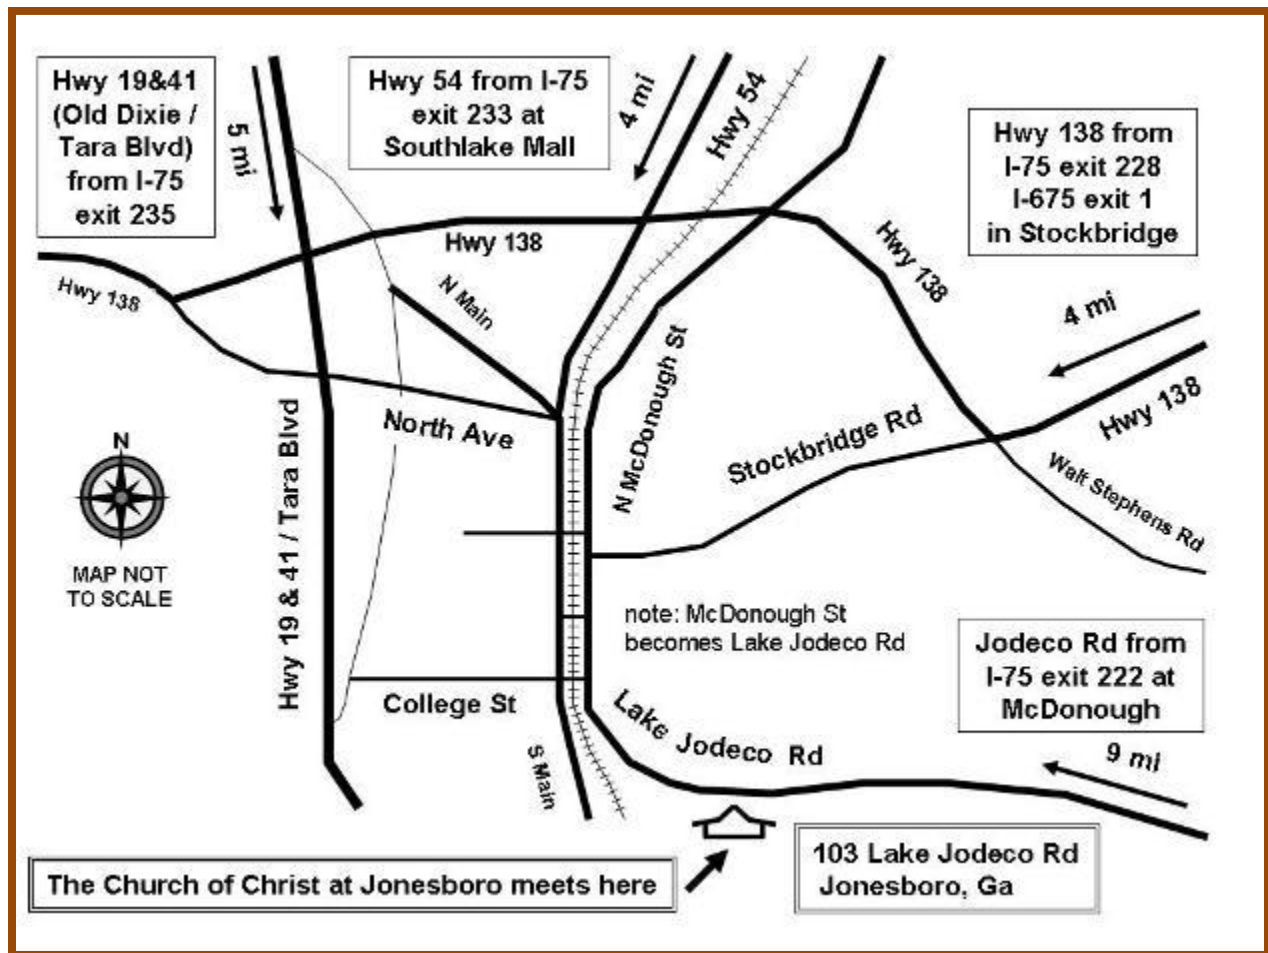 Hwy 19&41
(Old Dixie /
Tara Blvd)
from I-75
exit 235
5 mi
Hwy 54 from I-75
exit 233 at
Southlake Mall
4 mi
Hwy 54
Hwy 138 from
I-75 exit 228
I-675 exit 1
in Stockbridge
Hwy 138
Hwy 138
Hwy 138
N Main
4 mi
Hwy 138
N McDonough St
North Ave
Stockbridge Rd
Walt Stephens Rd
Hwy 19 & 41 / Tara Blvd
N
MAP NOT
TO SCALE
note: McDonough St
becomes Lake Jodeco Rd
Jodeco Rd from
I-75 exit 222 at
McDonough
9 mi
College St
Lake Jodeco Rd
S Main
103 Lake Jodeco Rd
Jonesboro, Ga
The Church of Christ at Jonesboro meets here